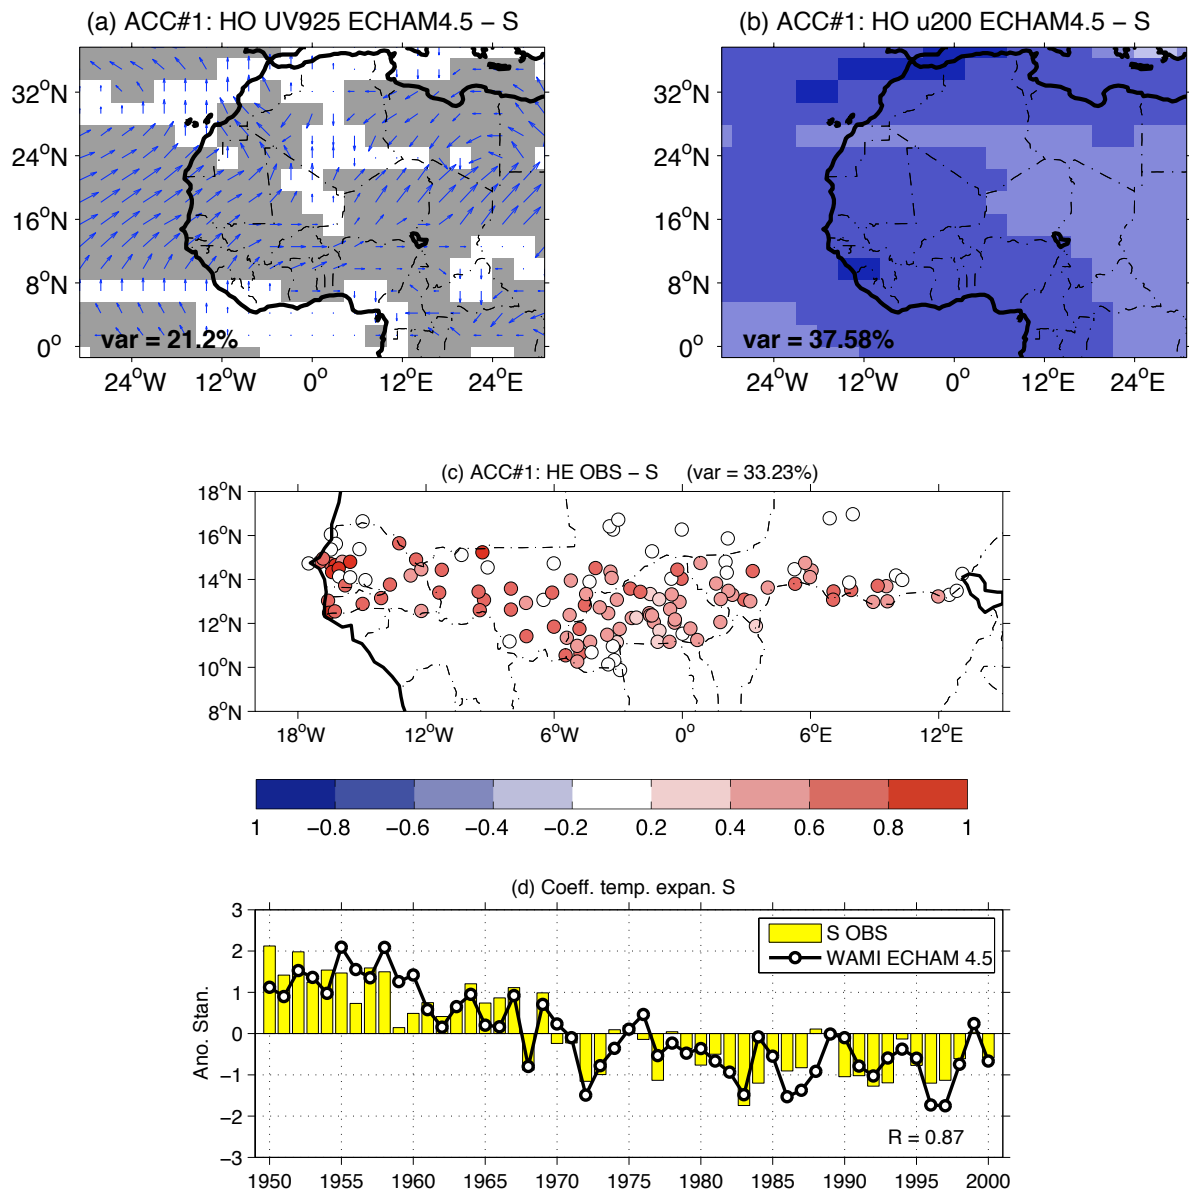 (a) ACC#1: HO UV925 ECHAM4.5 − S
(b) ACC#1: HO u200 ECHAM4.5 − S
32°N
24°N
16°N
8°N
0°
var = 21.2%
24°W 12°W 0° 12°E 24°E
32°N
24°N
16°N
8°N
0°
var = 37.58%
24°W 12°W 0° 12°E 24°E
(c) ACC#1: HE OBS − S (var = 33.23%)
18°N
16°N
14°N
12°N
10°N
8°N
18°W 12°W 6°W 0° 6°E 12°E
1 −0.8 −0.6 −0.4 −0.2 0.2 0.4 0.6 0.8 1
(d) Coeff. temp. expan. S
Ano. Stan.
3
2
1
0
−1
−2
−3
S OBS
WAMI ECHAM 4.5
R = 0.87
1950 1955 1960 1965 1970 1975 1980 1985 1990 1995 2000